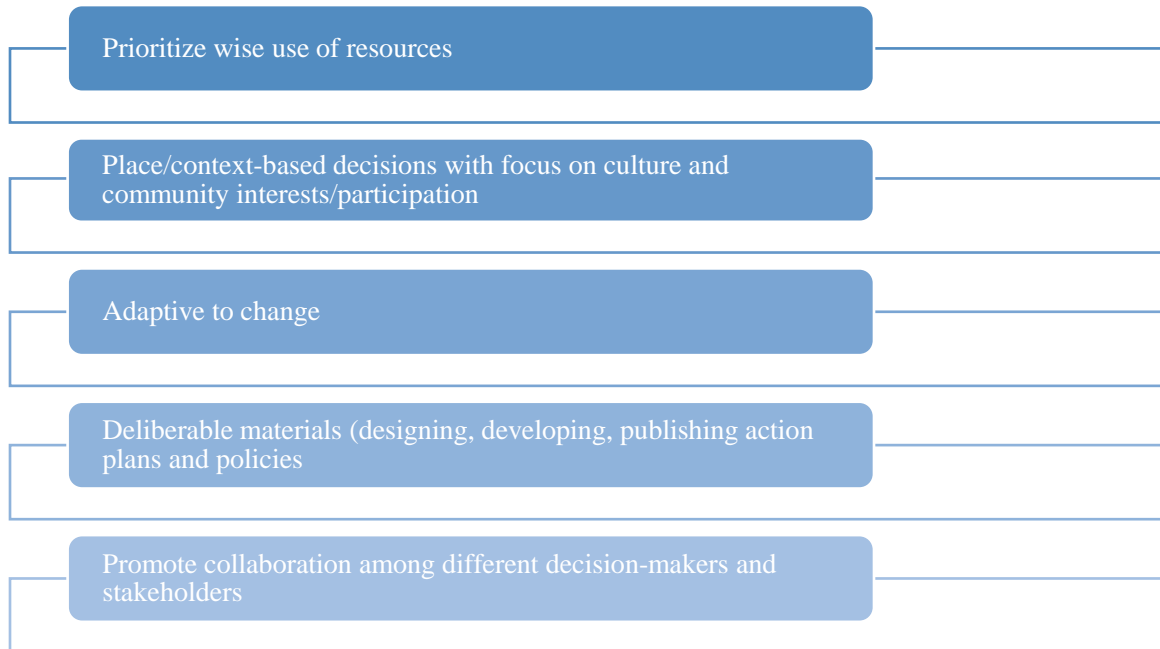 Prioritize wise use of resources
Place/context-based decisions with focus on culture and
community interests/participation
Adaptive to change
Deliberable materials (designing, developing, publishing action
plans and policies
Promote collaboration among different decision-makers and
stakeholders